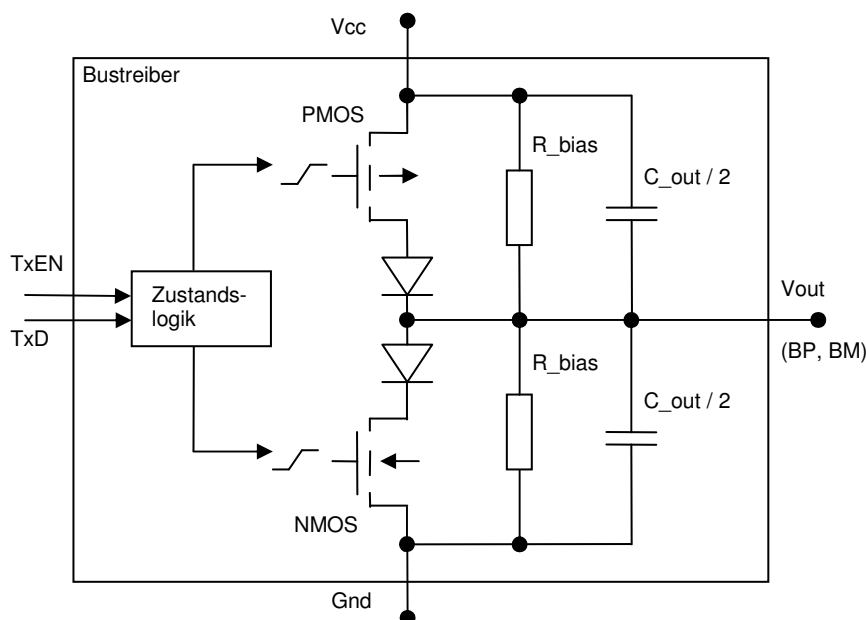 Vcc
Bustreiber
PMOS
R_bias
C_out / 2
TxEN
Zustands-
logik
TxD
Vout
(BP, BM)
R_bias
C_out / 2
NMOS
Gnd